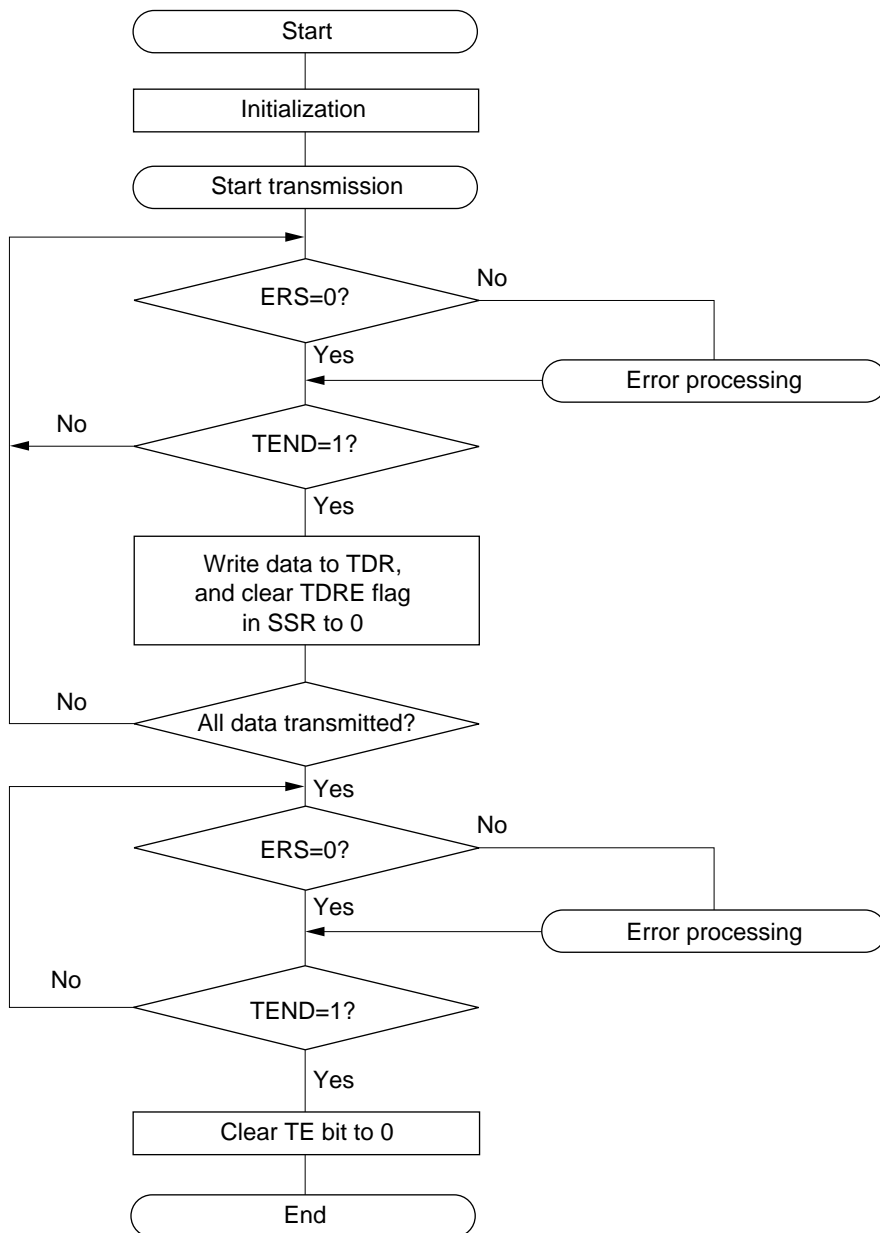 Start
Initialization
Start transmission
No
ERS=0?
Yes
Error processing
No
TEND=1?
Yes
Write data to TDR,
and clear TDRE flag
in SSR to 0
No
All data transmitted?
Yes
No
ERS=0?
Yes
Error processing
No
TEND=1?
Yes
Clear TE bit to 0
End